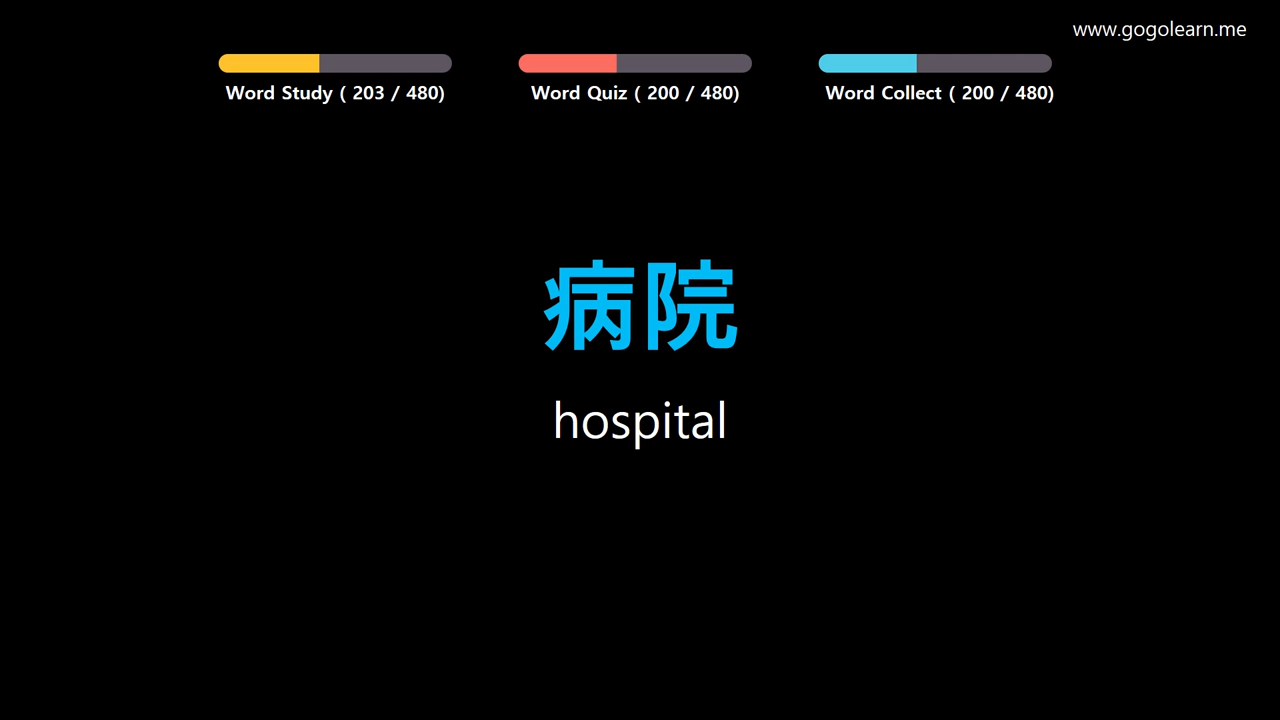 www.gogolearn.me
Word Study ( 203 / 480)
Word Quiz ( 200 / 480)
Word Collect ( 200 / 480)
病院
hospital